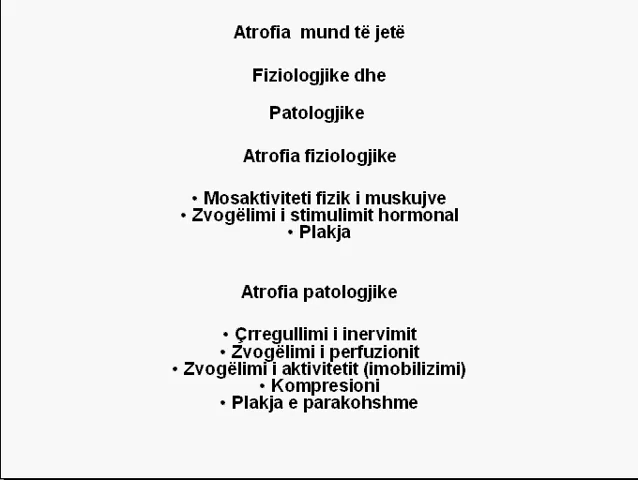 Atrofia mund të jetë
Fiziologjike dhe
Patologjike
Atrofia fiziologjike
• Mosaktiviteti fizik i muskujve
• Zvogëlimi i stimulimit hormonal
• Plakja
Atrofia patologjike
• Çrregullimi i inervimit
• Zvogëlimi i perfuzionit
• Zvogëlimi i aktivitetit (imobilizimi)
• Kompresioni
• Plakja e parakohshme